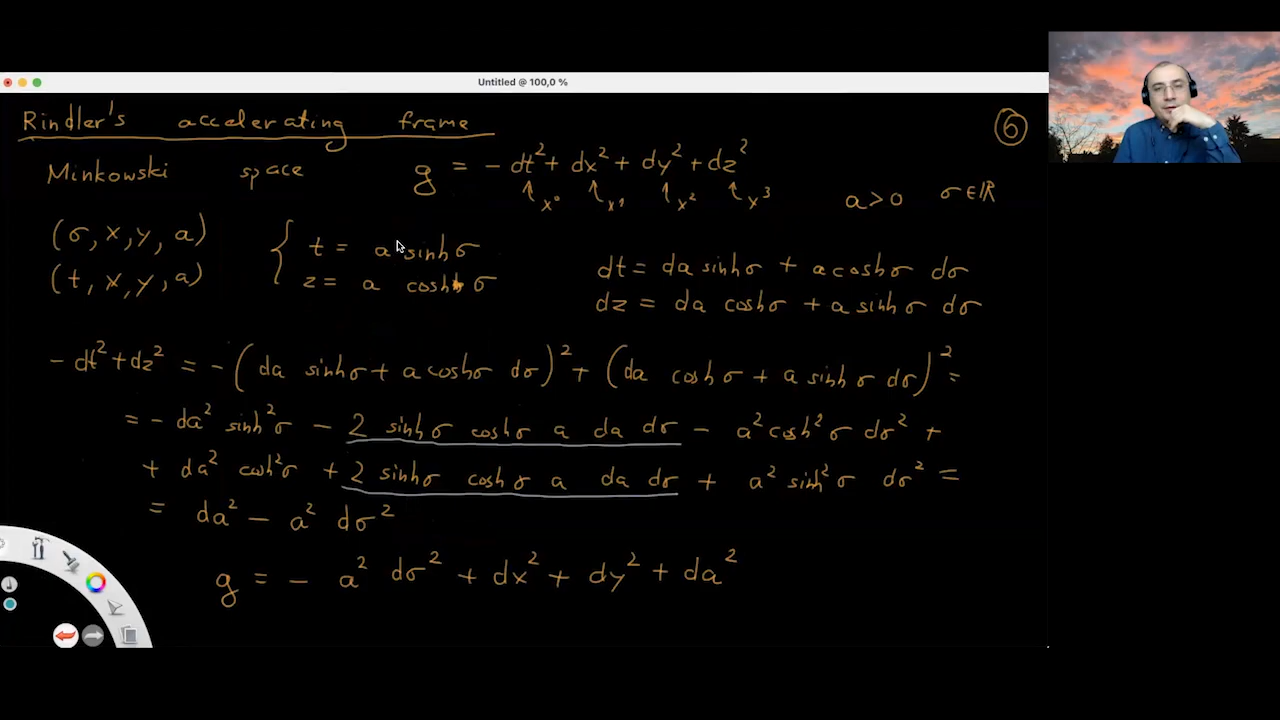 Untitled @ 100,0 %
Rindler's accelerating frame
6
Minkowski space g = - dt² + dx² + dy² + dz²
x⁰ x¹ x² x³ a>0 σ∈ℝ
(σ, x, y, a) { t = a sinh σ
(t, x, y, a) z = a cosh σ
dt = da sinh σ + a cosh σ dσ
dz = da cosh σ + a sinh σ dσ
- dt² + dz² = - (da sinh σ + a cosh σ dσ)² + (da cosh σ + a sinh σ dσ)² =
= - da² sinh² σ - 2 sinh σ cosh σ a da dσ - a² cosh² σ dσ² +
+ da² cosh² σ + 2 sinh σ cosh σ a da dσ + a² sinh² σ dσ² =
= da² - a² dσ²
g = - a² dσ² + dx² + dy² + da²